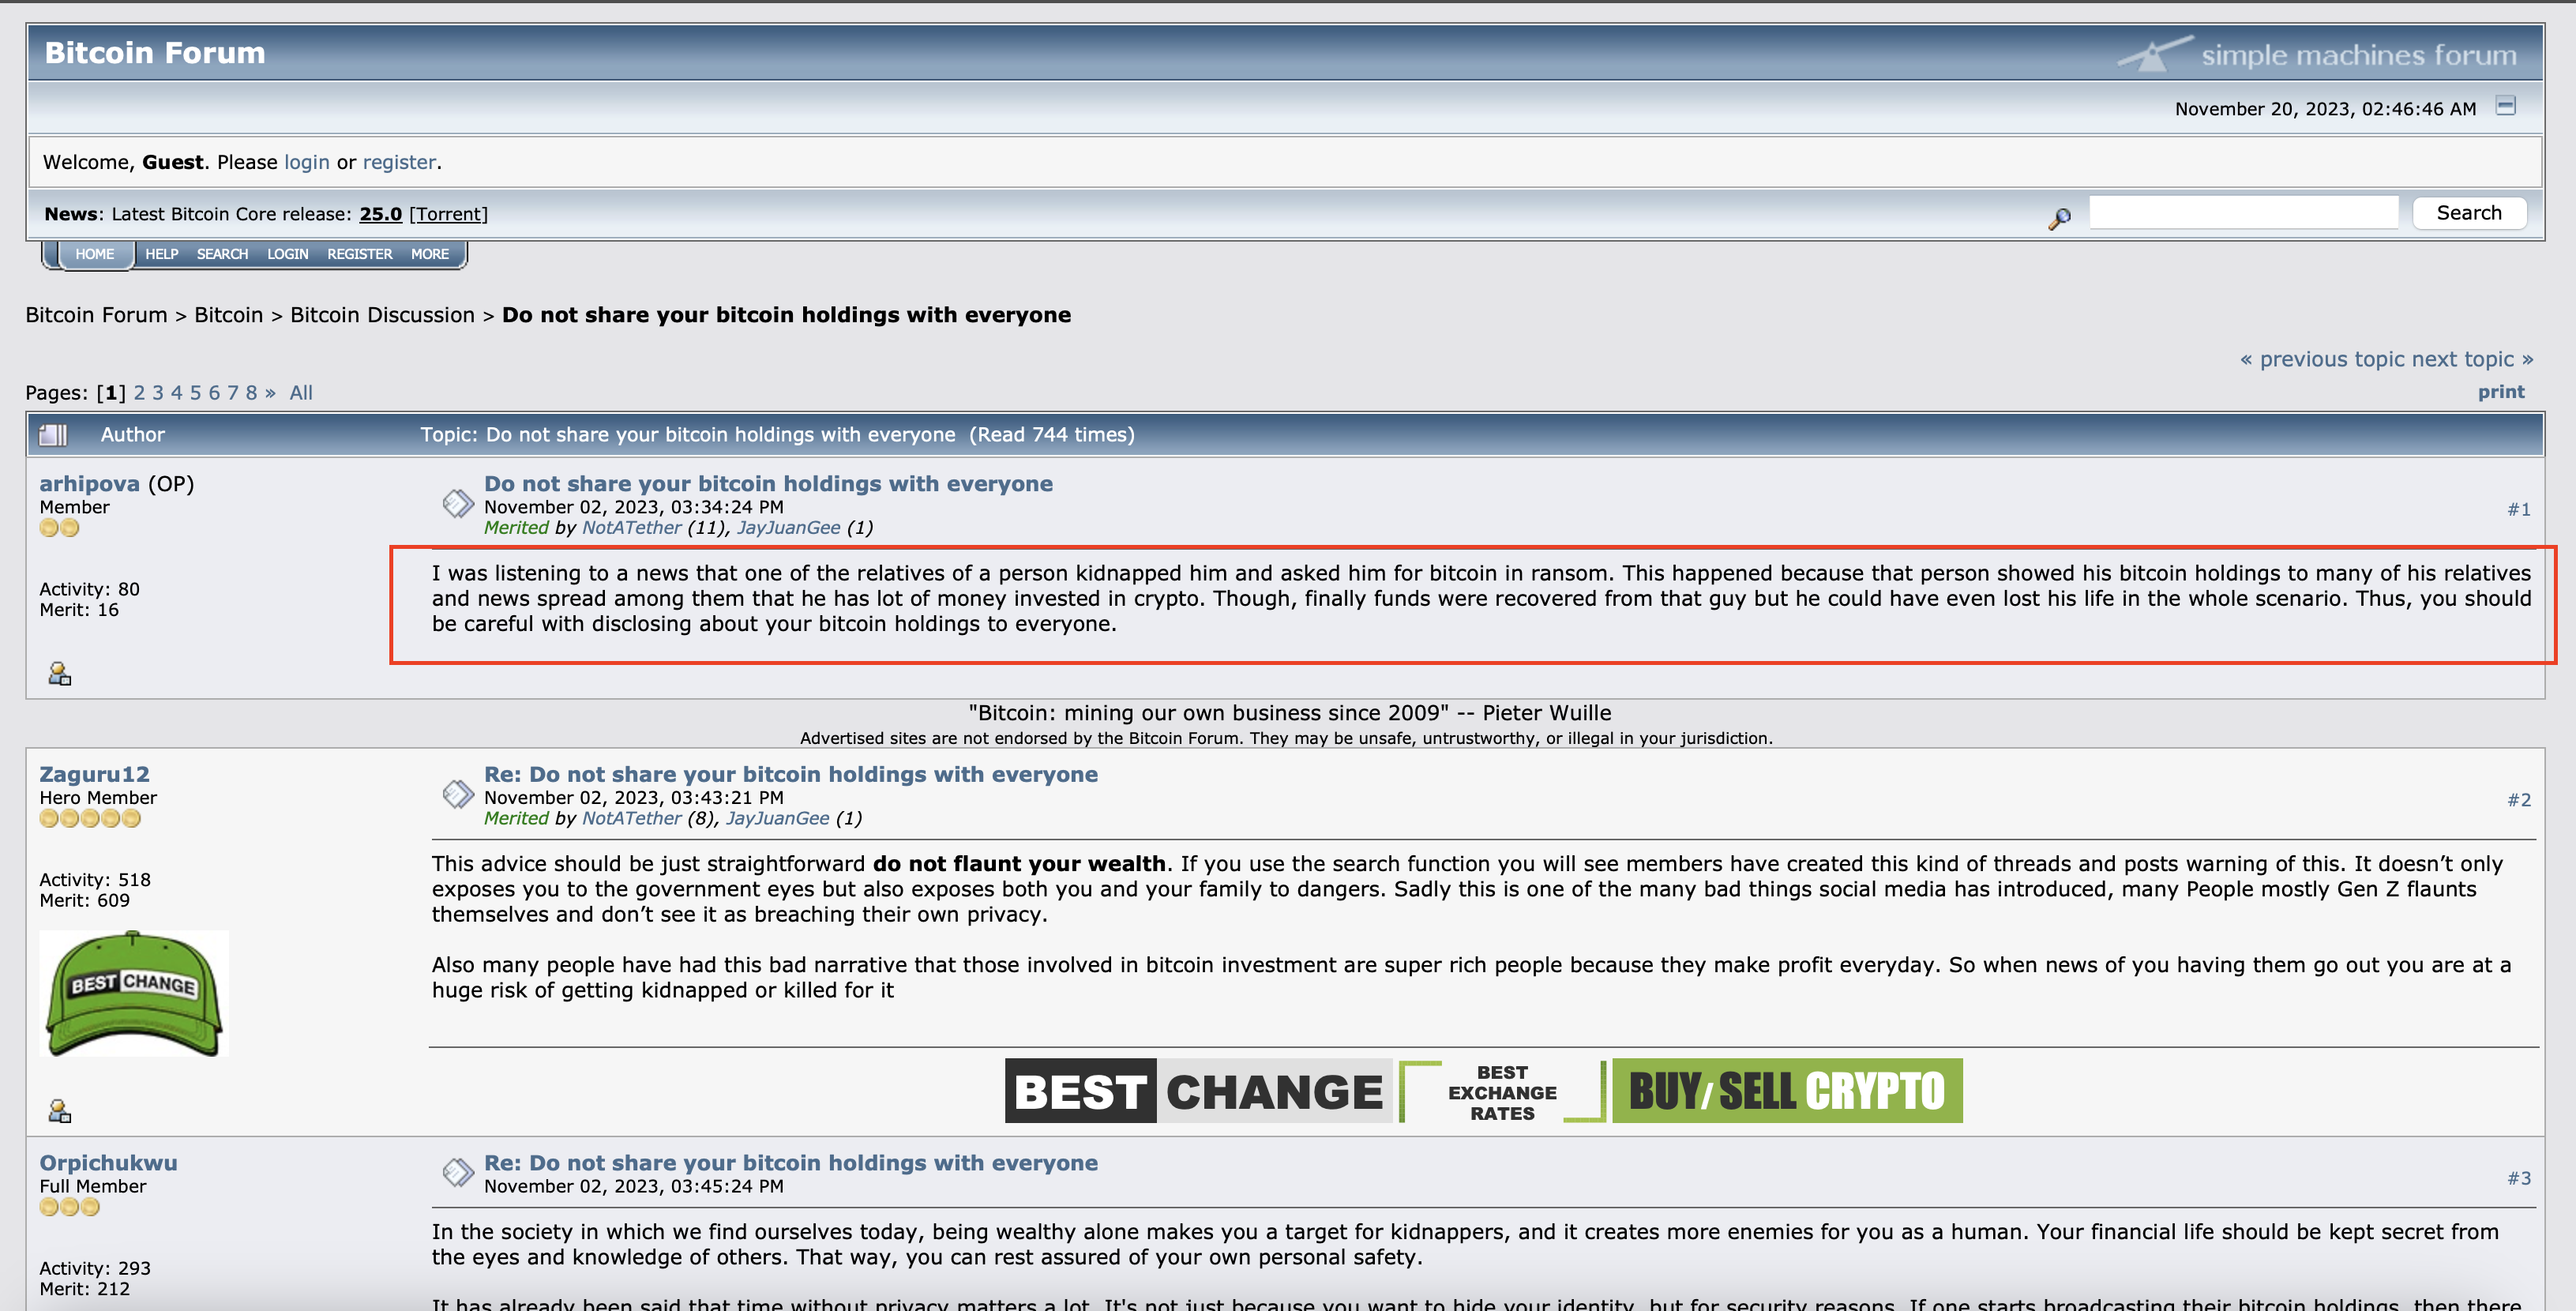 Bitcoin Forum
simple machines forum
November 20, 2023, 02:46:46 AM
Welcome, Guest. Please login or register.
News: Latest Bitcoin Core release: 25.0 [Torrent]
Search
HOME HELP SEARCH LOGIN REGISTER MORE
Bitcoin Forum > Bitcoin > Bitcoin Discussion > Do not share your bitcoin holdings with everyone
« previous topic next topic »
Pages: [1] 2 3 4 5 6 7 8 » All
print
Author Topic: Do not share your bitcoin holdings with everyone (Read 744 times)
arhipova (OP)
Member
Activity: 80
Merit: 16
Do not share your bitcoin holdings with everyone
November 02, 2023, 03:34:24 PM
Merited by NotATether (11), JayJuanGee (1)
#1
I was listening to a news that one of the relatives of a person kidnapped him and asked him for bitcoin in ransom. This happened because that person showed his bitcoin holdings to many of his relatives
and news spread among them that he has lot of money invested in crypto. Though, finally funds were recovered from that guy but he could have even lost his life in the whole scenario. Thus, you should
be careful with disclosing about your bitcoin holdings to everyone.
"Bitcoin: mining our own business since 2009" -- Pieter Wuille
Advertised sites are not endorsed by the Bitcoin Forum. They may be unsafe, untrustworthy, or illegal in your jurisdiction.
Zaguru12
Hero Member
Activity: 518
Merit: 609
BEST CHANGE
Re: Do not share your bitcoin holdings with everyone
November 02, 2023, 03:43:21 PM
Merited by NotATether (8), JayJuanGee (1)
#2
This advice should be just straightforward do not flaunt your wealth. If you use the search function you will see members have created this kind of threads and posts warning of this. It doesn’t only
exposes you to the government eyes but also exposes both you and your family to dangers. Sadly this is one of the many bad things social media has introduced, many People mostly Gen Z flaunts
themselves and don’t see it as breaching their own privacy.
Also many people have had this bad narrative that those involved in bitcoin investment are super rich people because they make profit everyday. So when news of you having them go out you are at a
huge risk of getting kidnapped or killed for it
BEST CHANGE
BEST
EXCHANGE
RATES
BUY/SELL CRYPTO
Orpichukwu
Full Member
Activity: 293
Merit: 212
Re: Do not share your bitcoin holdings with everyone
November 02, 2023, 03:45:24 PM
#3
In the society in which we find ourselves today, being wealthy alone makes you a target for kidnappers, and it creates more enemies for you as a human. Your financial life should be kept secret from
the eyes and knowledge of others. That way, you can rest assured of your own personal safety.
It has already been said that time without privacy matters a lot. It's not just because you want to hide your identity, but for security reasons. If one starts broadcasting their bitcoin holdings, then there